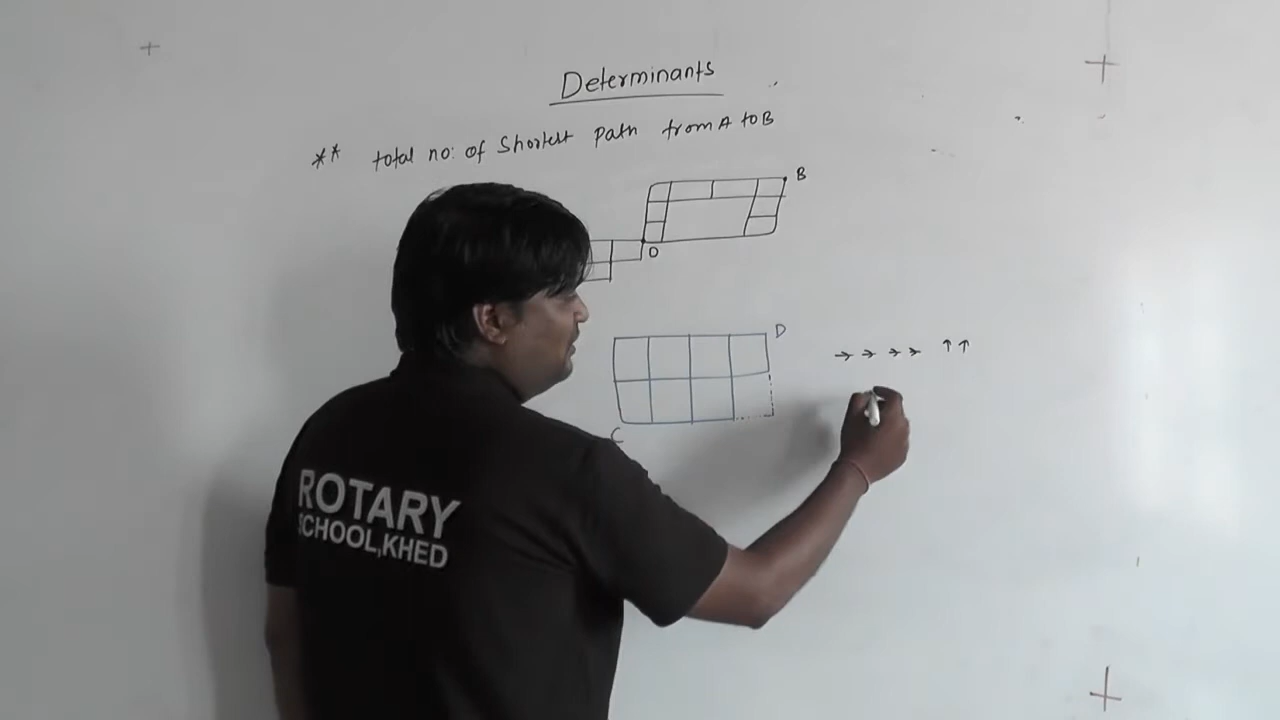 Determinants
** total no: of Shortest Path from A to B
B
D
D
→ → → → ↑ ↑
C
ROTARY
SCHOOL,KHED